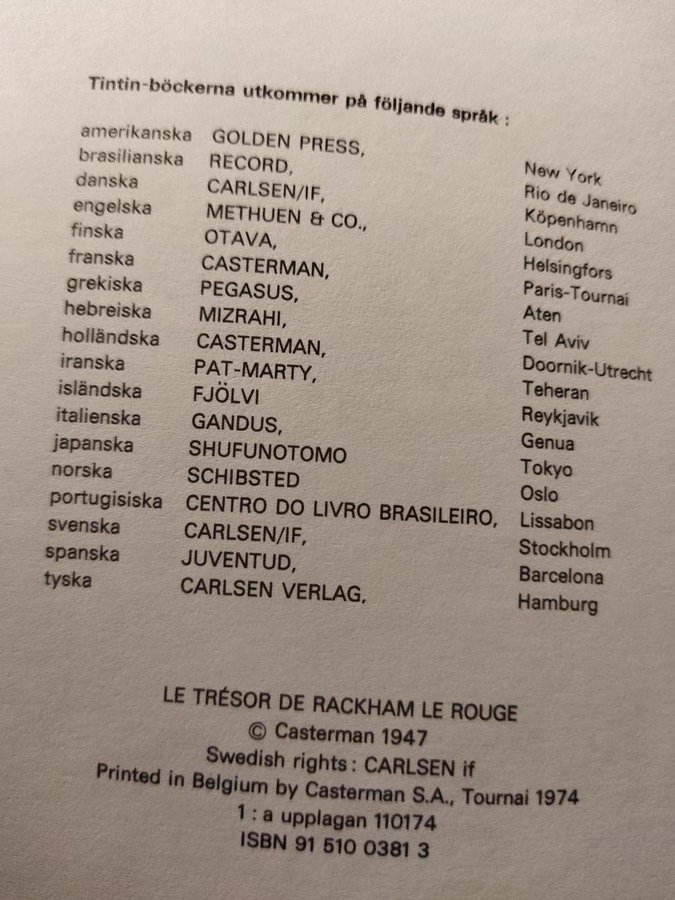 Tintin-böckerna utkommer på följande språk :
amerikanska GOLDEN PRESS, New York
brasilianska RECORD, Rio de Janeiro
danska CARLSEN/IF, Köpenhamn
engelska METHUEN & CO., London
finska OTAVA, Helsingfors
franska CASTERMAN, Paris-Tournai
grekiska PEGASUS, Aten
hebreiska MIZRAHI, Tel Aviv
holländska CASTERMAN, Doornik-Utrecht
iranska PAT-MARTY, Teheran
isländska FJÖLVI Reykjavik
italienska GANDUS, Genua
japanska SHUFUNOTOMO Tokyo
norska SCHIBSTED Oslo
portugisiska CENTRO DO LIVRO BRASILEIRO, Lissabon
svenska CARLSEN/IF, Stockholm
spanska JUVENTUD, Barcelona
tyska CARLSEN VERLAG, Hamburg
LE TRÉSOR DE RACKHAM LE ROUGE
© Casterman 1947
Swedish rights : CARLSEN if
Printed in Belgium by Casterman S.A., Tournai 1974
1 : a upplagan 110174
ISBN 91 510 0381 3